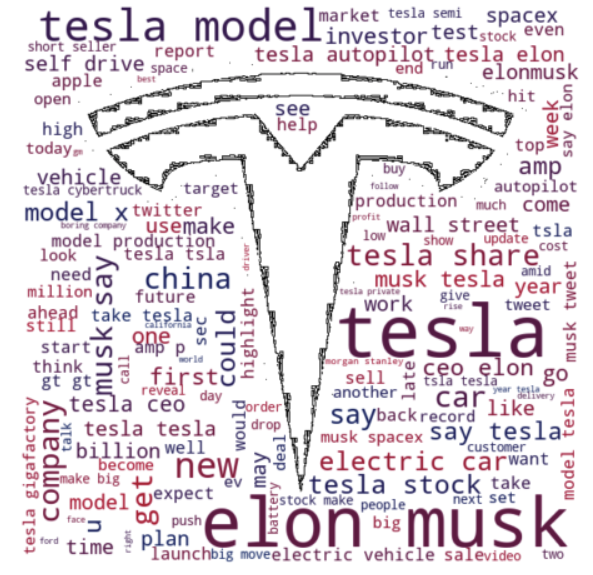 tesla model
market
tesla semi
spacex
investor
test
stock
even
short seller
report
tesla autopilot
tesla elon
self drive
space
end
run
elonmusk
apple
best
open
hit
see
help
high
today
ge
top
week
say elon
vehicle
tesla cybertruck
target
buy
follow
amp
autopilot
model x
twitter
use
make
production
much
come
boring company
profit
wall street
tsla
model production
low
show
update
cost
look
tesla tsla
driver
tesla share
need
musk say
china
musk tesla
amid
year
million
future
tesla private
give
tweet
musk tweet
ahead
take tesla
sec
could
highlight
work
rise
still
california
one
tesla
way
start
amp p
world
think
call
first
morgan stanley
ceo elon
go
gt gt
reveal
day
sell
late
tsla tesla
year tesla
delivery
tesla ceo
another
car
like
company
order
say
back
record
talk
tesla tesla
would
drop
musk spacex
say tesla
model tesla
billion
well
may
deal
customer
tesla gigafactory
become
new
ev
electric car
want
make big
get
expect
battery
tesla stock
take
model
stock make
people
next
set
u
face
push
elon musk
big
time
ford
right
plan
launch
big move
electric vehicle
sale
video
two